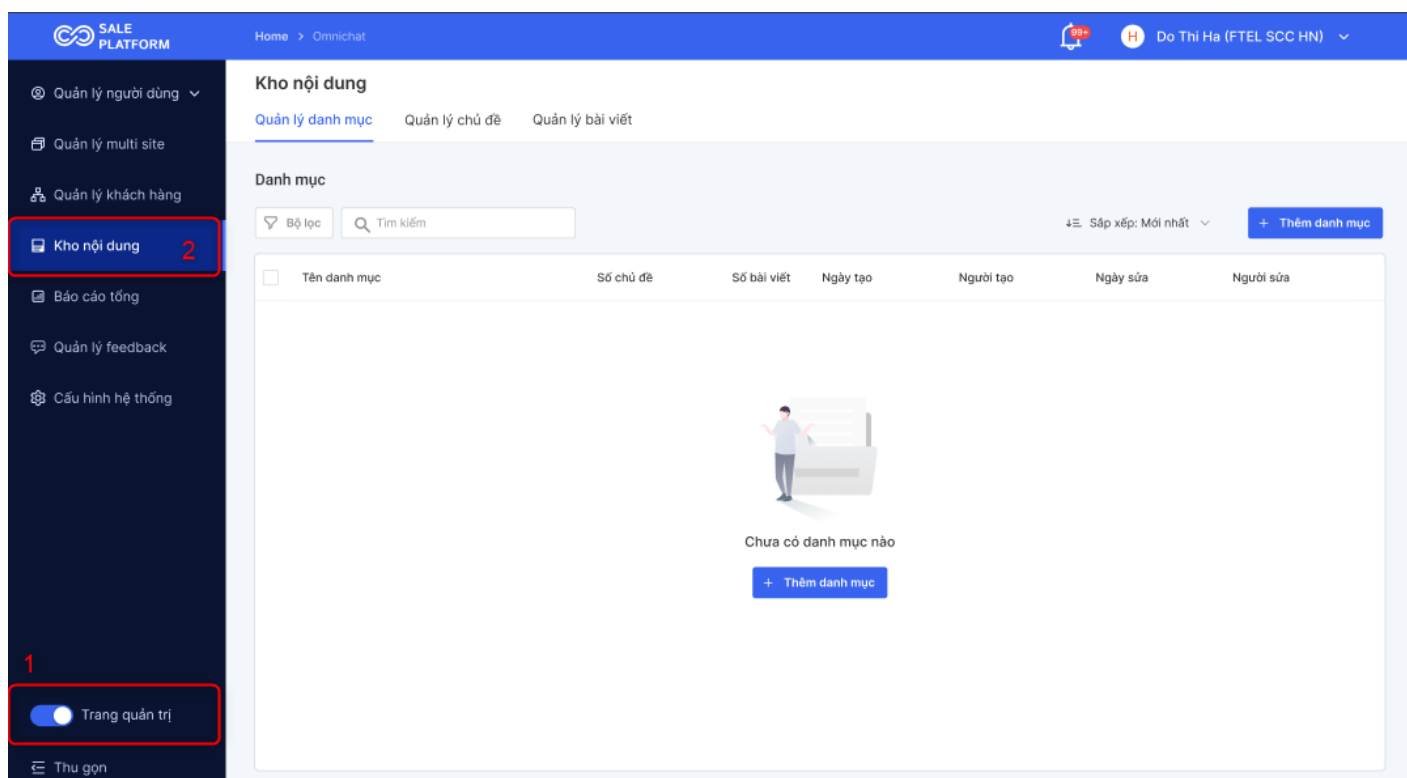 SALE
PLATFORM
Home > Omnichat
99+
H Do Thi Ha (FTEL SCC HN)
Quản lý người dùng
Quản lý multi site
Quản lý khách hàng
Kho nội dung
2
Báo cáo tổng
Quản lý feedback
Cấu hình hệ thống
1
Trang quản trị
Thu gọn
Kho nội dung
Quản lý danh mục Quản lý chủ đề Quản lý bài viết
Danh mục
Bộ lọc Tìm kiếm Sắp xếp: Mới nhất + Thêm danh mục
Tên danh mục Số chủ đề Số bài viết Ngày tạo Người tạo Ngày sửa Người sửa
Chưa có danh mục nào
+ Thêm danh mục